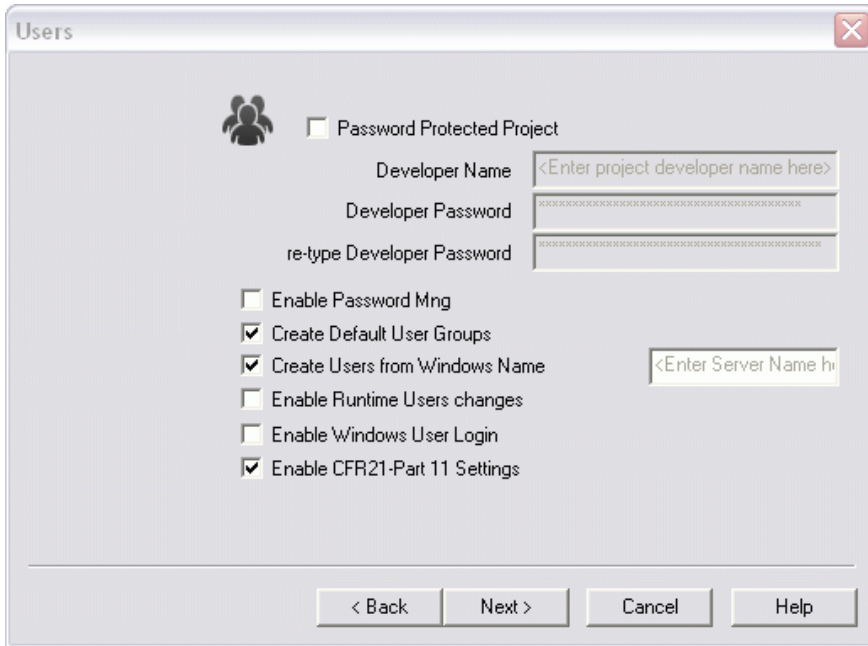 Users
Password Protected Project
Developer Name <Enter project developer name here>
Developer Password ****************************************
re-type Developer Password *******************************************
Enable Password Mng
Create Default User Groups
Create Users from Windows Name <Enter Server Name h
Enable Runtime Users changes
Enable Windows User Login
Enable CFR21-Part 11 Settings
< Back Next > Cancel Help